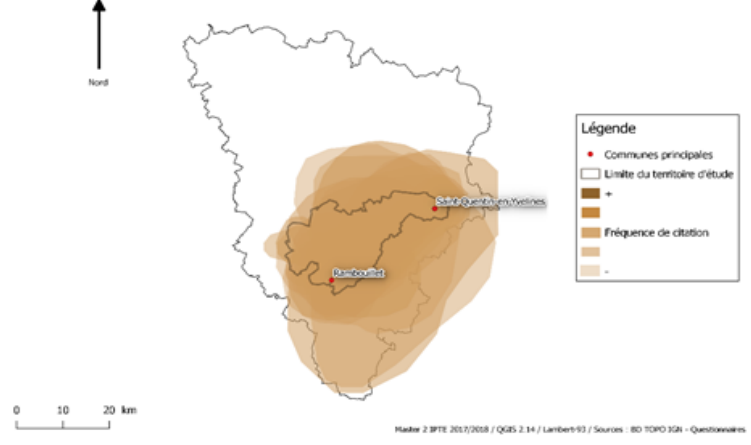 Nord
Légende
Communes principales
Limite du territoire d'étude
+
Fréquence de citation
-
Saint-Quentin-en-Yvelines
Rambouillet
0 10 20 km
Master 2 IPTE 2017/2018 / QGIS 2.14 / Lambert-93 / Sources : BD TOPO IGN - Questionnaires